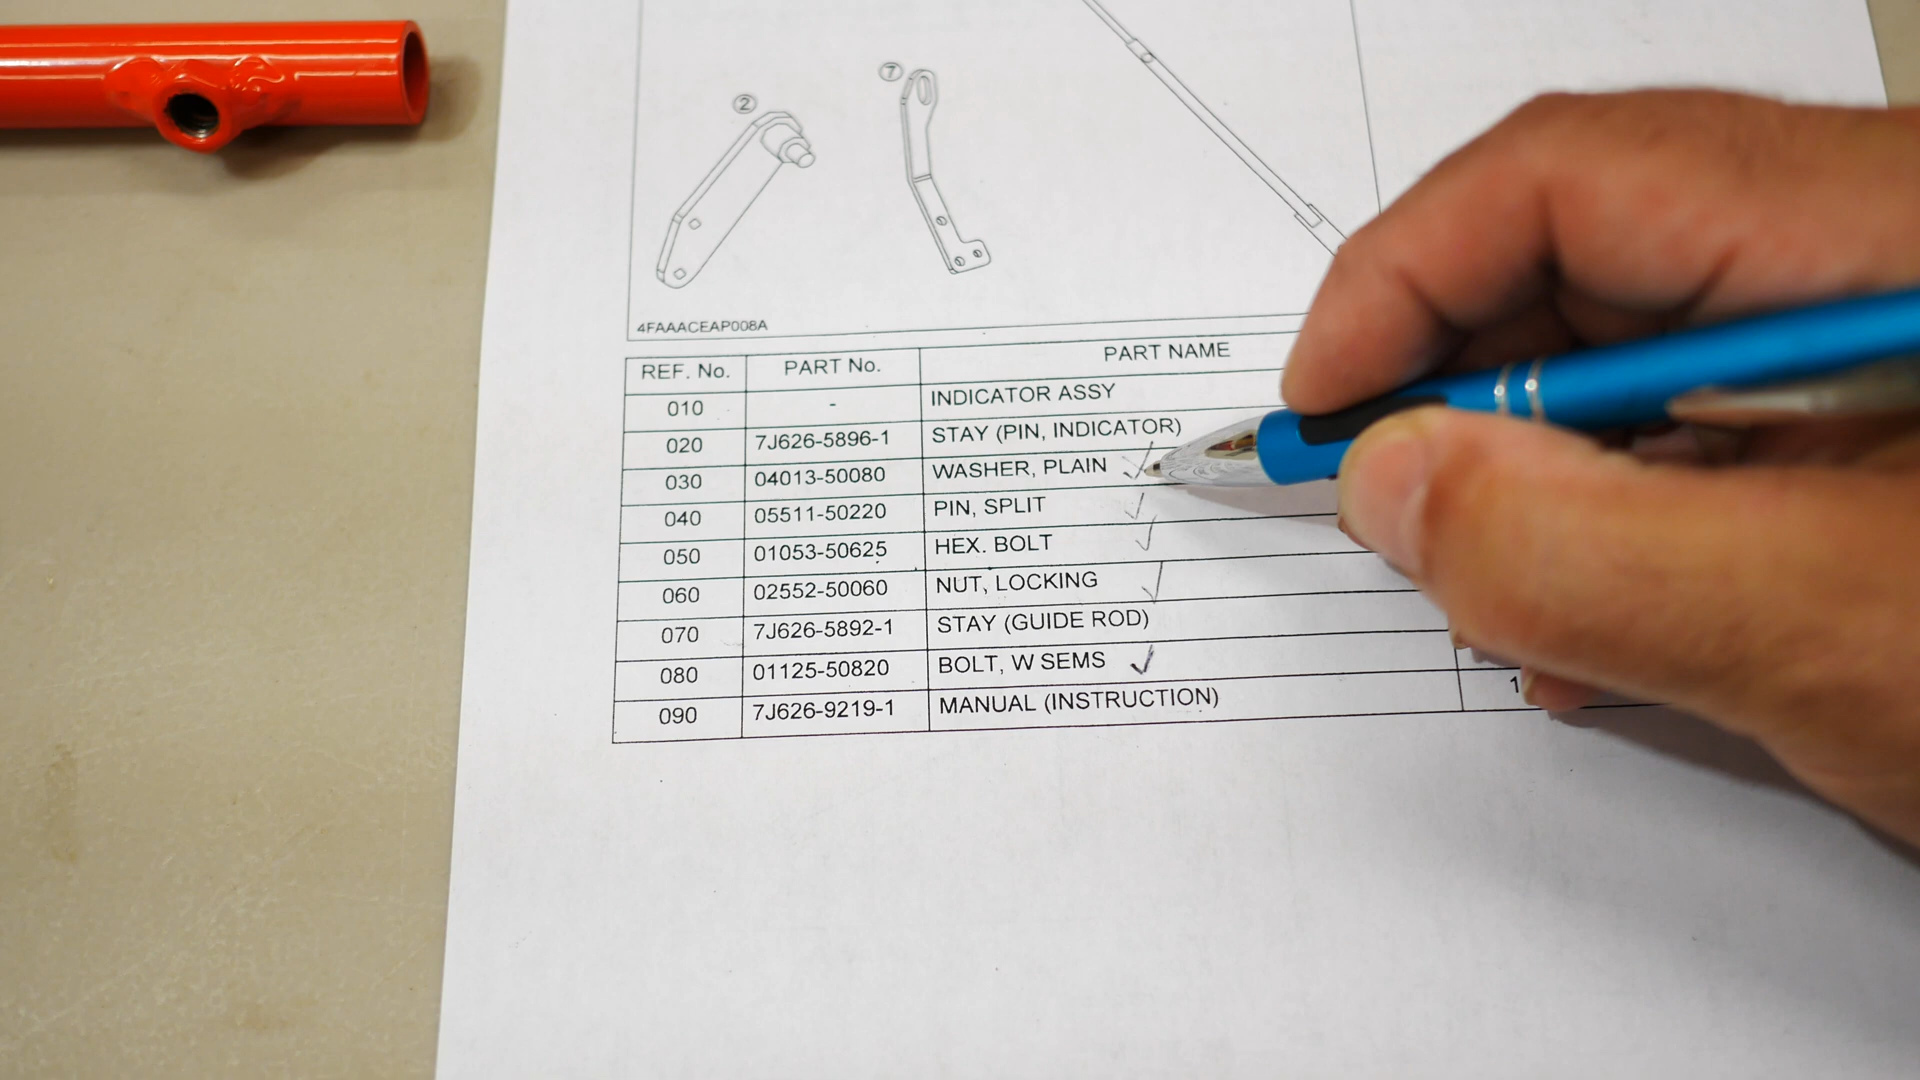 2
7
4FAAACEAP008A
REF. No. PART No. PART NAME
010 - INDICATOR ASSY
020 7J626-5896-1 STAY (PIN, INDICATOR)
030 04013-50080 WASHER, PLAIN ✓
040 05511-50220 PIN, SPLIT ✓
050 01053-50625 HEX. BOLT ✓
060 02552-50060 NUT, LOCKING ✓
070 7J626-5892-1 STAY (GUIDE ROD)
080 01125-50820 BOLT, W SEMS ✓
090 7J626-9219-1 MANUAL (INSTRUCTION) 1